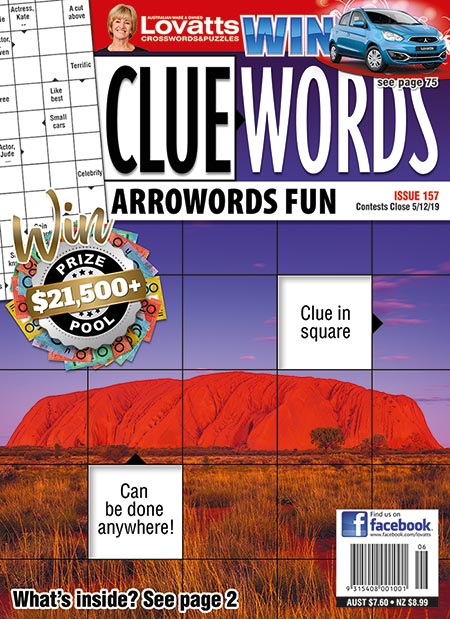 Actress,
Kate
...
A cut
above
Terrific
Like
best
Small
cars
Actor,
Jude
...
Celebrity
AUSTRALIAN MADE & OWNED
Lovatts
CROSSWORDS&PUZZLES
WIN
see page 75
CLUEWORDS
ARROWORDS FUN
ISSUE 157
Contests Close 5/12/19
Win
PRIZE
$21,500+
POOL
Clue in
square
Can
be done
anywhere!
Find us on
facebook
www.facebook.com/lovatts
06
9 315408 001001
AUST $7.60 • NZ $8.99
What's inside? See page 2